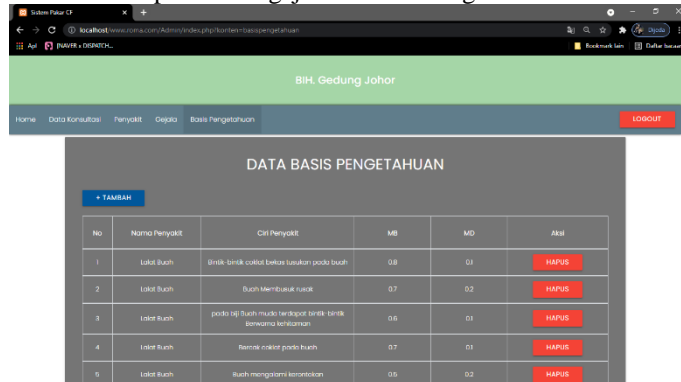 Sistem Pakar CF
localhost/www.roma.com/Admin/index.php?konten=basispengetahuan
Dijeda
Apl
Bookmark lain
Daftar bacaan
BIH. Gedung Johor
Home Data Konsultasi Penyakit Gejala Basis Pengetahuan LOGOUT
DATA BASIS PENGETAHUAN
+ TAMBAH
No Nama Penyakit Ciri Penyakit MB MD Aksi
1 Lalat Buah Bintik-bintik coklat bekas tusukan pada buah 0.8 0.1 HAPUS
2 Lalat Buah Buah Membusuk rusak 0.7 0.2 HAPUS
3 Lalat Buah pada biji Buah muda terdapat bintik-bintik
Berwarna kehitaman 0.6 0.1 HAPUS
4 Lalat Buah Bercak coklat pada buah 0.7 0.1 HAPUS
5 Lalat Buah Buah mengalami kerontokan 0.5 0.2 HAPUS